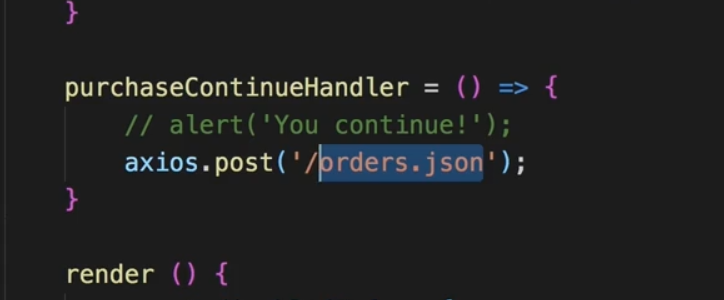 }
purchaseContinueHandler = () => {
// alert('You continue!');
axios.post('/orders.json');
}
render () {